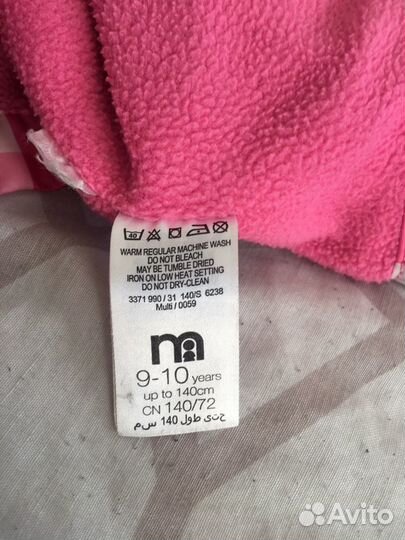 40
WARM REGULAR MACHINE WASH
DO NOT BLEACH
MAY BE TUMBLE DRIED
IRON ON LOW HEAT SETTING
DO NOT DRY-CLEAN
3371 990 / 31 140/S 6238
Multi / 0059
m
9-10 years
up to 140cm
CN 140/72
حتى طول 140 سم
Avito